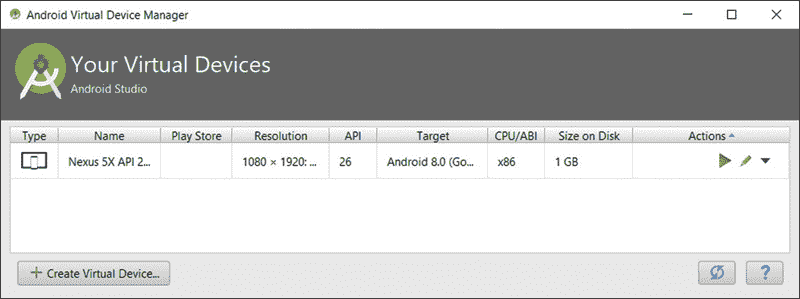 Android Virtual Device Manager
Your Virtual Devices
Android Studio
Type Name Play Store Resolution API Target CPU/ABI Size on Disk Actions
Nexus 5X API 2... 1080 × 1920: ... 26 Android 8.0 (Go... x86 1 GB
+ Create Virtual Device... ?